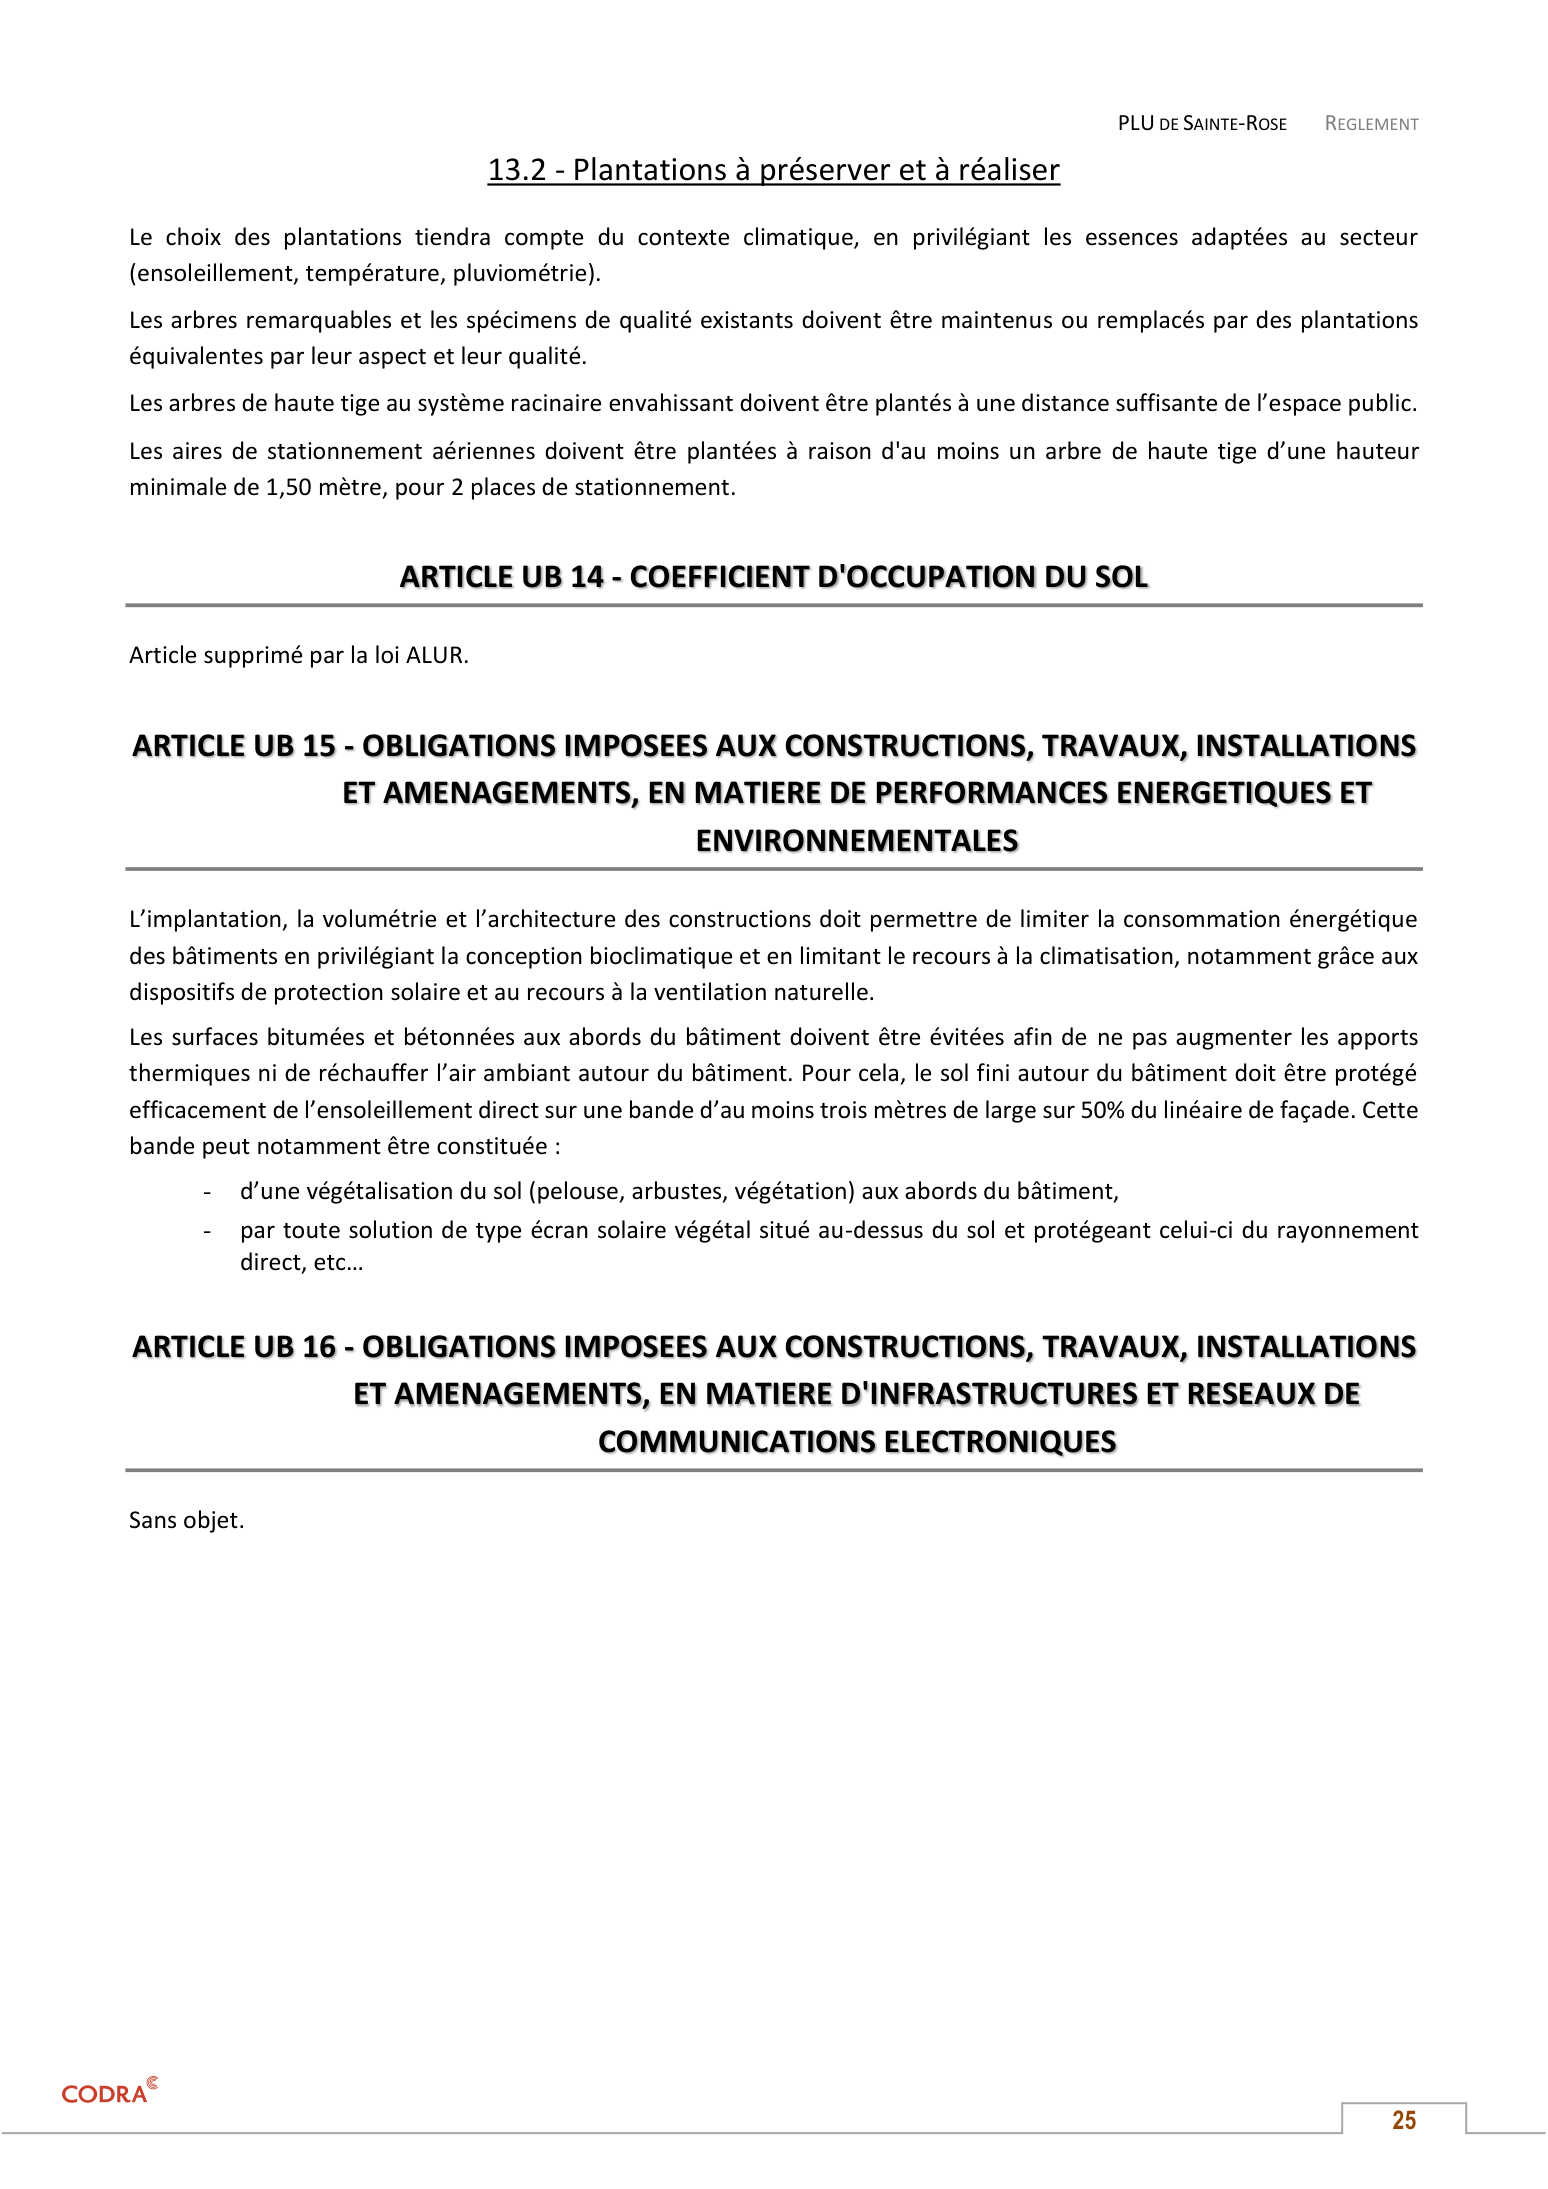 PLU DE SAINTE-ROSE REGLEMENT
13.2 - Plantations à préserver et à réaliser
Le choix des plantations tiendra compte du contexte climatique, en privilégiant les essences adaptées au secteur
(ensoleillement, température, pluviométrie).
Les arbres remarquables et les spécimens de qualité existants doivent être maintenus ou remplacés par des plantations
équivalentes par leur aspect et leur qualité.
Les arbres de haute tige au système racinaire envahissant doivent être plantés à une distance suffisante de l’espace public.
Les aires de stationnement aériennes doivent être plantées à raison d'au moins un arbre de haute tige d’une hauteur
minimale de 1,50 mètre, pour 2 places de stationnement.
ARTICLE UB 14 - COEFFICIENT D'OCCUPATION DU SOL
Article supprimé par la loi ALUR.
ARTICLE UB 15 - OBLIGATIONS IMPOSEES AUX CONSTRUCTIONS, TRAVAUX, INSTALLATIONS
ET AMENAGEMENTS, EN MATIERE DE PERFORMANCES ENERGETIQUES ET
ENVIRONNEMENTALES
L’implantation, la volumétrie et l’architecture des constructions doit permettre de limiter la consommation énergétique
des bâtiments en privilégiant la conception bioclimatique et en limitant le recours à la climatisation, notamment grâce aux
dispositifs de protection solaire et au recours à la ventilation naturelle.
Les surfaces bitumées et bétonnées aux abords du bâtiment doivent être évitées afin de ne pas augmenter les apports
thermiques ni de réchauffer l’air ambiant autour du bâtiment. Pour cela, le sol fini autour du bâtiment doit être protégé
efficacement de l’ensoleillement direct sur une bande d’au moins trois mètres de large sur 50% du linéaire de façade. Cette
bande peut notamment être constituée :
- d’une végétalisation du sol (pelouse, arbustes, végétation) aux abords du bâtiment,
- par toute solution de type écran solaire végétal situé au-dessus du sol et protégeant celui-ci du rayonnement
direct, etc…
ARTICLE UB 16 - OBLIGATIONS IMPOSEES AUX CONSTRUCTIONS, TRAVAUX, INSTALLATIONS
ET AMENAGEMENTS, EN MATIERE D'INFRASTRUCTURES ET RESEAUX DE
COMMUNICATIONS ELECTRONIQUES
Sans objet.
CODRA
25